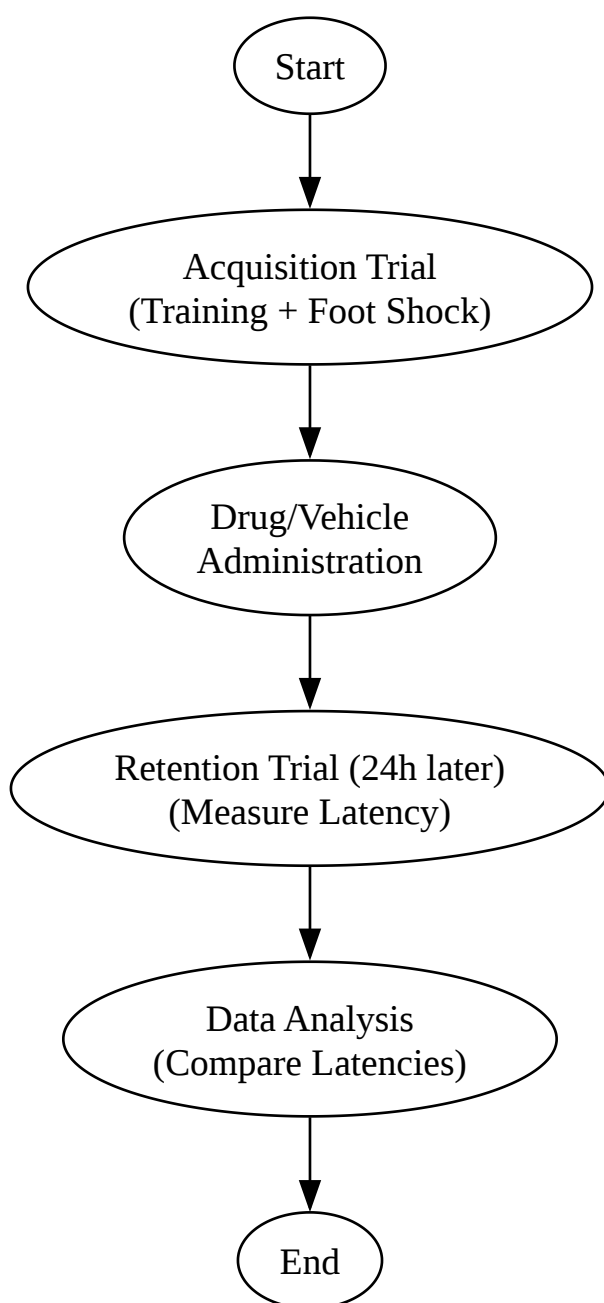 Start
Acquisition Trial
(Training + Foot Shock)
Drug/Vehicle
Administration
Retention Trial (24h later)
(Measure Latency)
Data Analysis
(Compare Latencies)
End